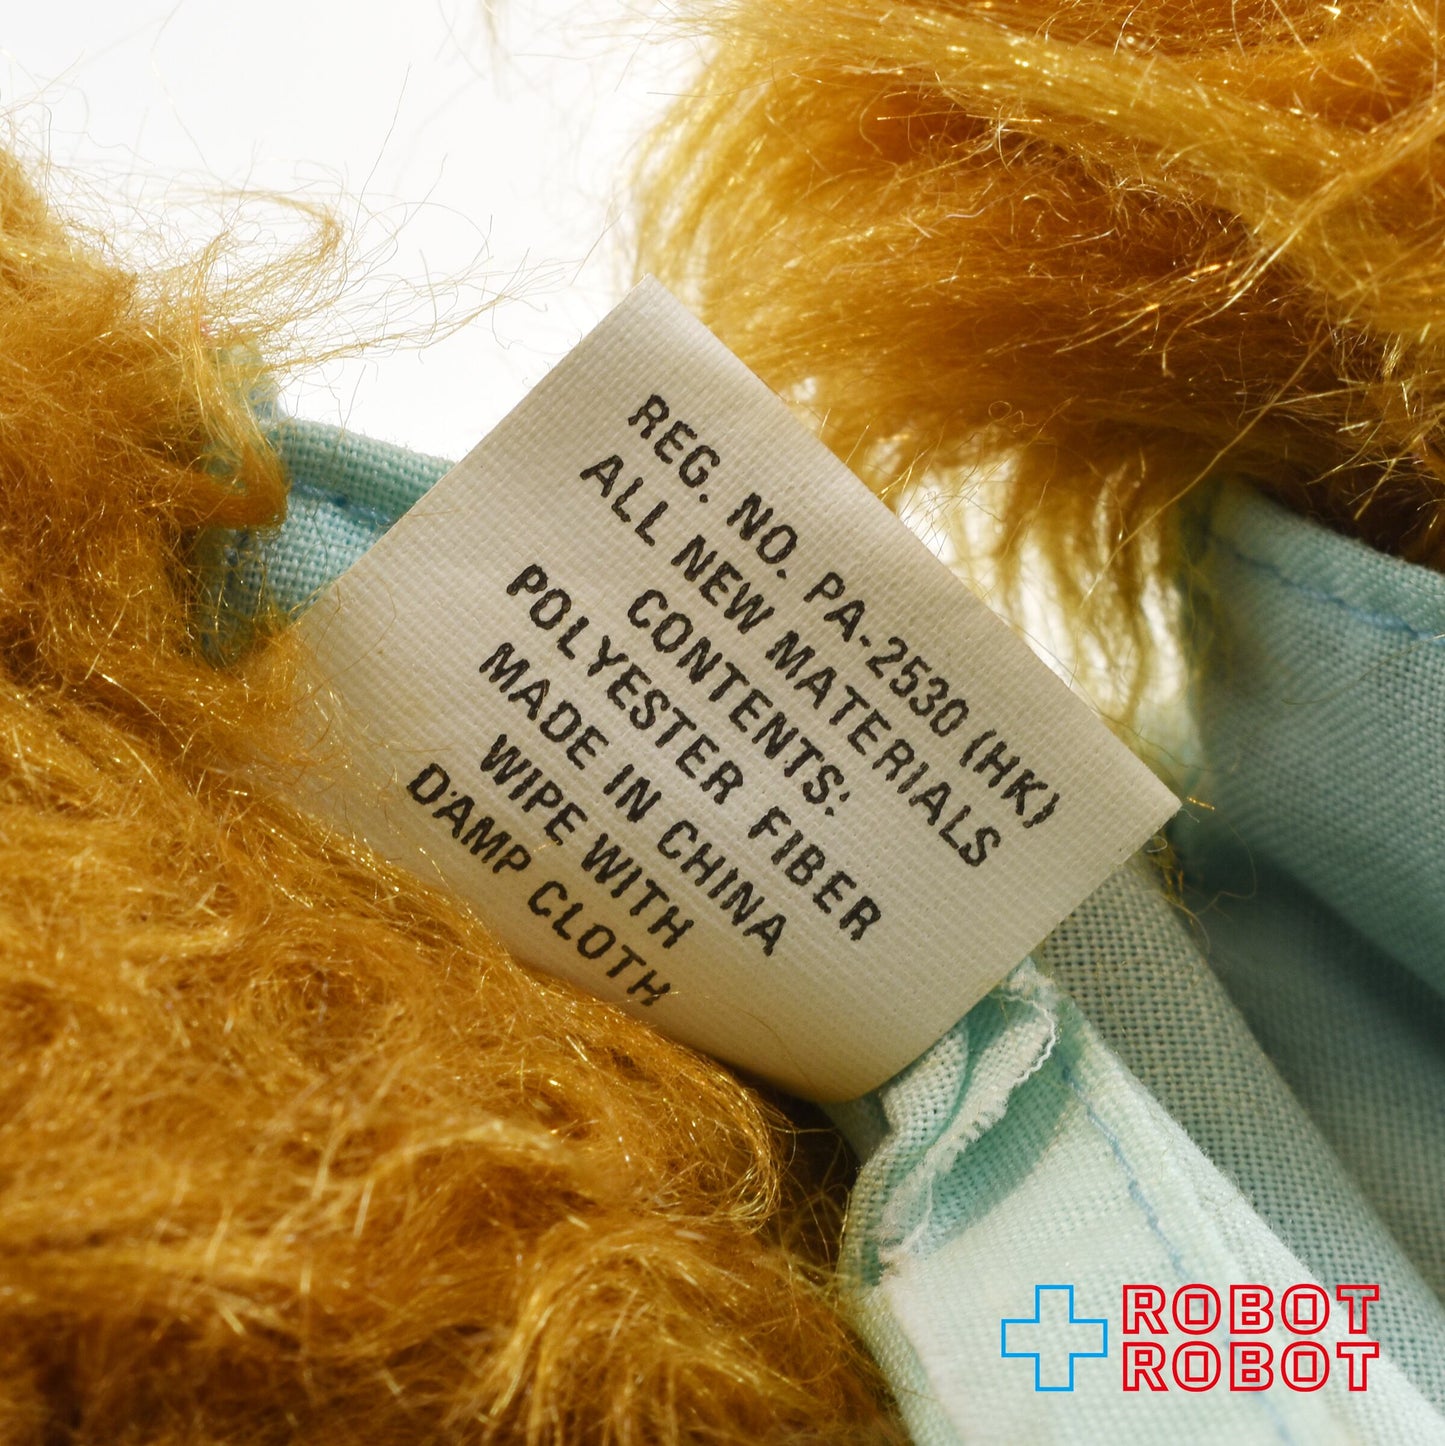 REG. NO. PA-2530 (HK)
ALL NEW MATERIALS
CONTENTS:
POLYESTER FIBER
MADE IN CHINA
WIPE WITH
DAMP CLOTH
ROBOT
ROBOT